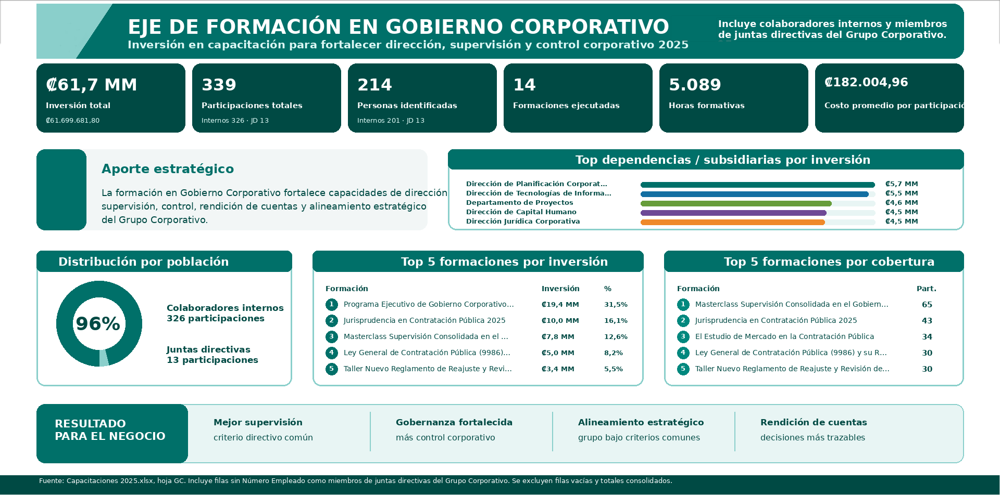 EJE DE FORMACIÓN EN GOBIERNO CORPORATIVO
Inversión en capacitación para fortalecer dirección, supervisión y control corporativo 2025
Incluye colaboradores internos y miembros
de juntas directivas del Grupo Corporativo.
₡61,7 MM
Inversión total
₡61.699.681,80
339
Participaciones totales
Internos 326 · JD 13
214
Personas identificadas
Internos 201 · JD 13
14
Formaciones ejecutadas
5.089
Horas formativas
₡182.004,96
Costo promedio por participació
Aporte estratégico
La formación en Gobierno Corporativo fortalece capacidades de dirección
supervisión, control, rendición de cuentas y alineamiento estratégico
del Grupo Corporativo.
Top dependencias / subsidiarias por inversión
Dirección de Planificación Corporat... ₡5,7 MM
Dirección de Tecnologías de Informa... ₡5,5 MM
Departamento de Proyectos ₡4,6 MM
Dirección de Capital Humano ₡4,5 MM
Dirección Jurídica Corporativa ₡4,5 MM
Distribución por población
96%
Colaboradores internos
326 participaciones
Juntas directivas
13 participaciones
Top 5 formaciones por inversión
Formación Inversión %
1 Programa Ejecutivo de Gobierno Corporativo... ₡19,4 MM 31,5%
2 Jurisprudencia en Contratación Pública 2025 ₡10,0 MM 16,1%
3 Masterclass Supervisión Consolidada en el ... ₡7,8 MM 12,6%
4 Ley General de Contratación Pública (9986)... ₡5,0 MM 8,2%
5 Taller Nuevo Reglamento de Reajuste y Revi... ₡3,4 MM 5,5%
Top 5 formaciones por cobertura
Formación Part.
1 Masterclass Supervisión Consolidada en el Gobiern... 65
2 Jurisprudencia en Contratación Pública 2025 43
3 El Estudio de Mercado en la Contratación Pública 34
4 Ley General de Contratación Pública (9986) y su R... 30
5 Taller Nuevo Reglamento de Reajuste y Revisión de... 30
RESULTADO
PARA EL NEGOCIO
Mejor supervisión
criterio directivo común
Gobernanza fortalecida
más control corporativo
Alineamiento estratégico
grupo bajo criterios comunes
Rendición de cuentas
decisiones más trazables
Fuente: Capacitaciones 2025.xlsx, hoja GC. Incluye filas sin Número Empleado como miembros de juntas directivas del Grupo Corporativo. Se excluyen filas vacías y totales consolidados.